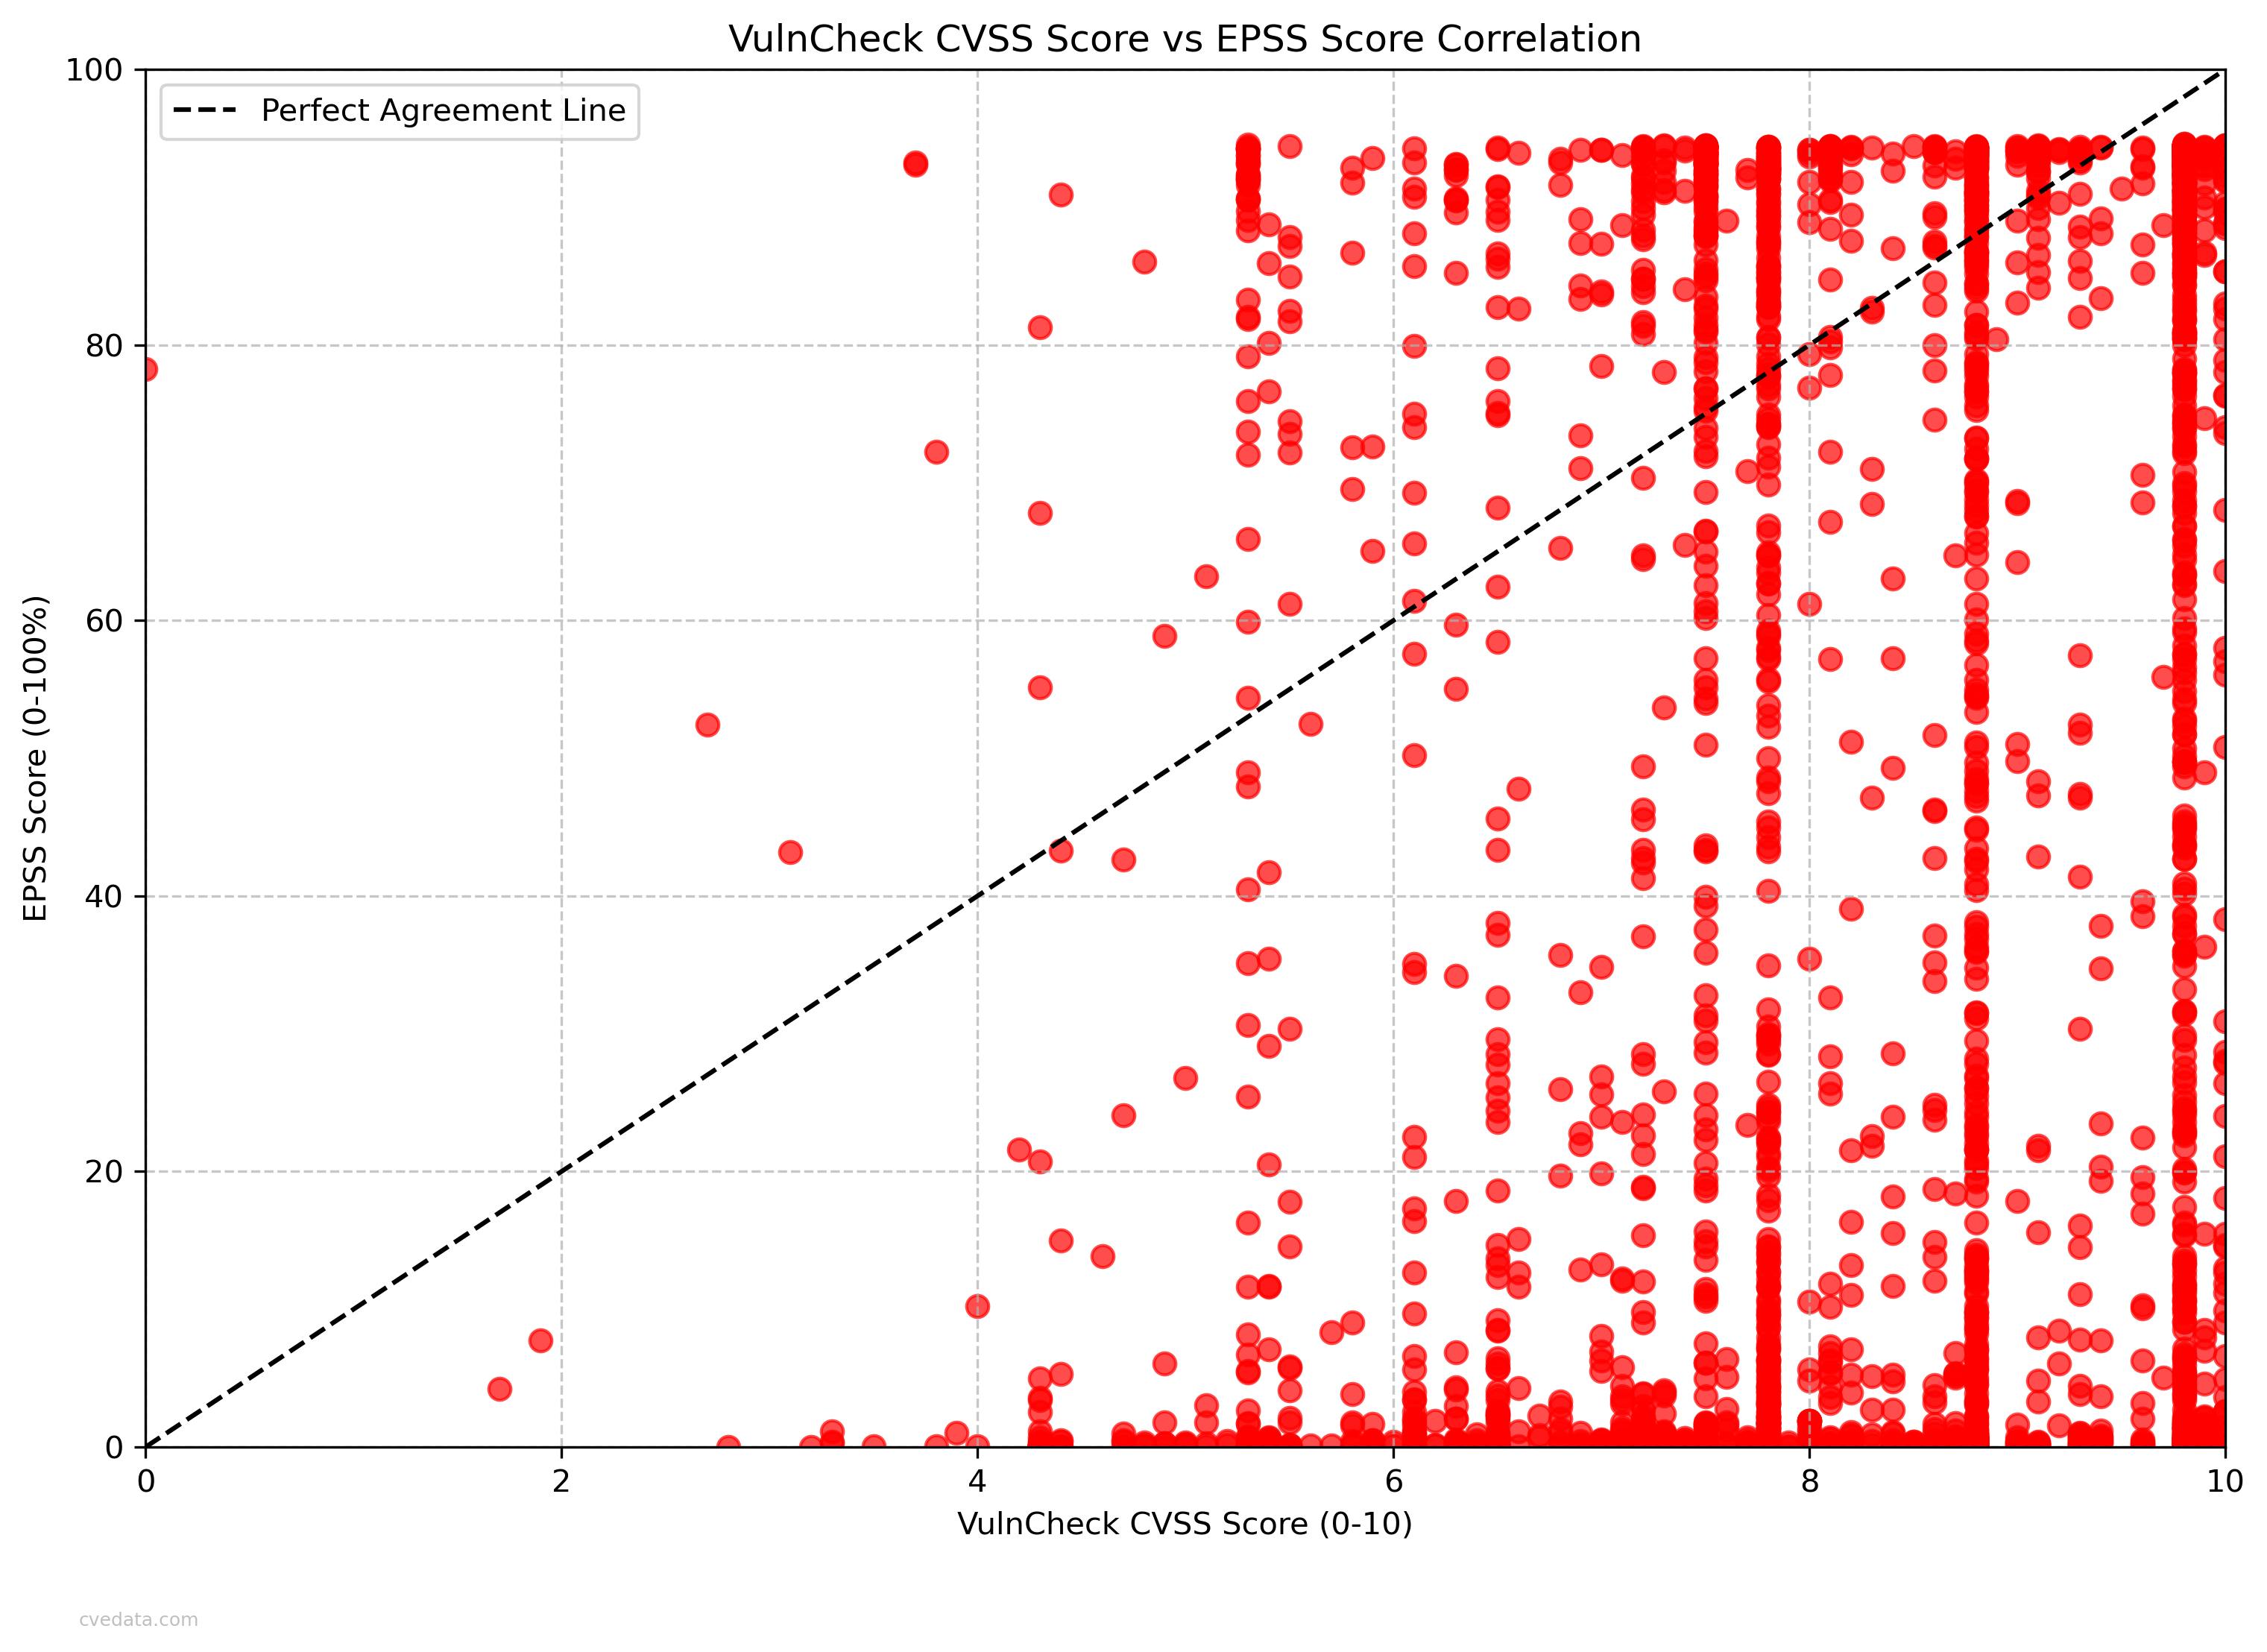 VulnCheck CVSS Score vs EPSS Score Correlation
Perfect Agreement Line
100
80
60
40
20
0
EPSS Score (0-100%)
0 2 4 6 8 10
VulnCheck CVSS Score (0-10)
cvedata.com